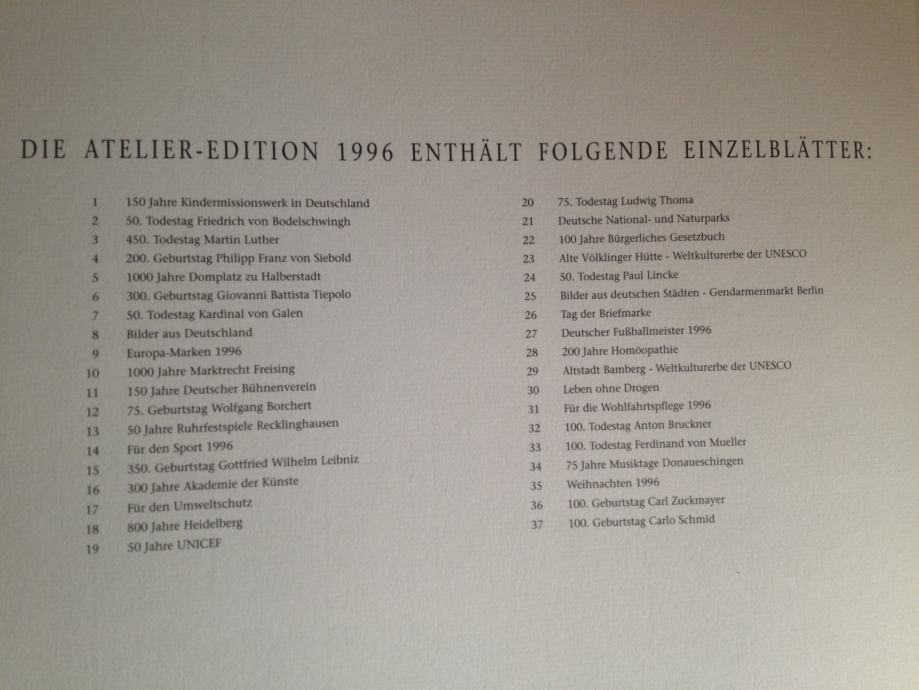 DIE ATELIER-EDITION 1996 ENTHÄLT FOLGENDE EINZELBLÄTTER:
1 150 Jahre Kindermissionswerk in Deutschland
2 50. Todestag Friedrich von Bodelschwingh
3 450. Todestag Martin Luther
4 200. Geburtstag Philipp Franz von Siebold
5 1000 Jahre Domplatz zu Halberstadt
6 300. Geburtstag Giovanni Battista Tiepolo
7 50. Todestag Kardinal von Galen
8 Bilder aus Deutschland
9 Europa-Marken 1996
10 1000 Jahre Marktrecht Freising
11 150 Jahre Deutscher Bühnenverein
12 75. Geburtstag Wolfgang Borchert
13 50 Jahre Ruhrfestspiele Recklinghausen
14 Für den Sport 1996
15 350. Geburtstag Gottfried Wilhelm Leibniz
16 300 Jahre Akademie der Künste
17 Für den Umweltschutz
18 800 Jahre Heidelberg
19 50 Jahre UNICEF
20 75. Todestag Ludwig Thoma
21 Deutsche National- und Naturparks
22 100 Jahre Bürgerliches Gesetzbuch
23 Alte Völklinger Hütte - Weltkulturerbe der UNESCO
24 50. Todestag Paul Lincke
25 Bilder aus deutschen Städten - Gendarmenmarkt Berlin
26 Tag der Briefmarke
27 Deutscher Fußballmeister 1996
28 200 Jahre Homöopathie
29 Altstadt Bamberg - Weltkulturerbe der UNESCO
30 Leben ohne Drogen
31 Für die Wohlfahrtspflege 1996
32 100. Todestag Anton Bruckner
33 100. Todestag Ferdinand von Mueller
34 75 Jahre Musiktage Donaueschingen
35 Weihnachten 1996
36 100. Geburtstag Carl Zuckmayer
37 100. Geburtstag Carlo Schmid